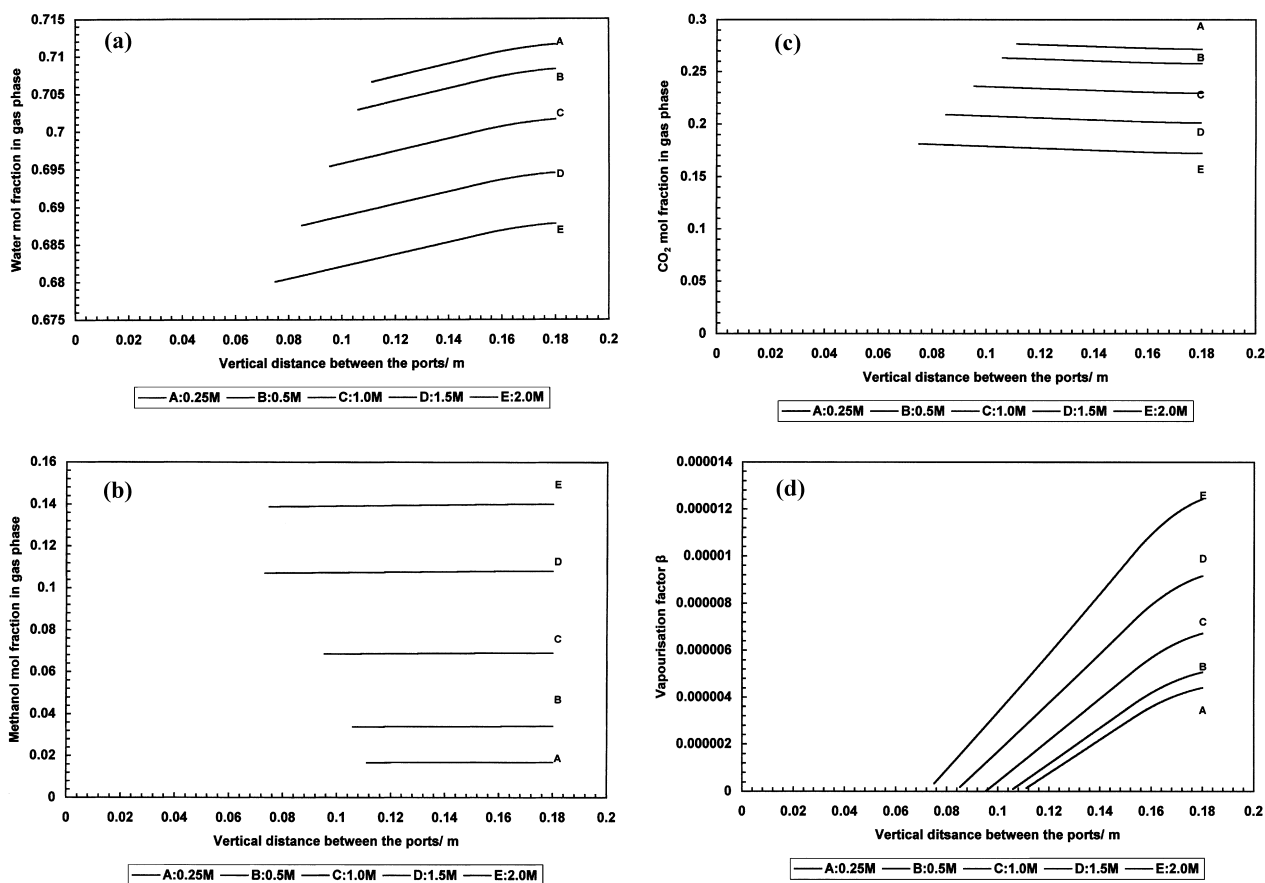 (a)
Water mol fraction in gas phase
0.715
0.71
0.705
0.7
0.695
0.69
0.685
0.68
0.675
A
B
C
D
E
0 0.02 0.04 0.06 0.08 0.1 0.12 0.14 0.16 0.18 0.2
Vertical distance between the ports/ m
A:0.25M B:0.5M C:1.0M D:1.5M E:2.0M
(c)
CO2 mol fraction in gas phase
0.3
0.25
0.2
0.15
0.1
0.05
0
A
B
C
D
E
0 0.02 0.04 0.06 0.08 0.1 0.12 0.14 0.16 0.18 0.2
Vertical distance between the ports/ m
A:0.25M B:0.5M C:1.0M D:1.5M E:2.0M
(b)
Methanol mol fraction in gas phase
0.16
0.14
0.12
0.1
0.08
0.06
0.04
0.02
0
E
D
C
B
A
0 0.02 0.04 0.06 0.08 0.1 0.12 0.14 0.16 0.18 0.2
Vertical distance between the ports/ m
A:0.25M B:0.5M C:1.0M D:1.5M E:2.0M
(d)
Vapourisation factor β
0.000014
0.000012
0.00001
0.000008
0.000006
0.000004
0.000002
0
E
D
C
B
A
0 0.02 0.04 0.06 0.08 0.1 0.12 0.14 0.16 0.18 0.2
Vertical ditsance between the ports/ m
A:0.25M B:0.5M C:1.0M D:1.5M E:2.0M